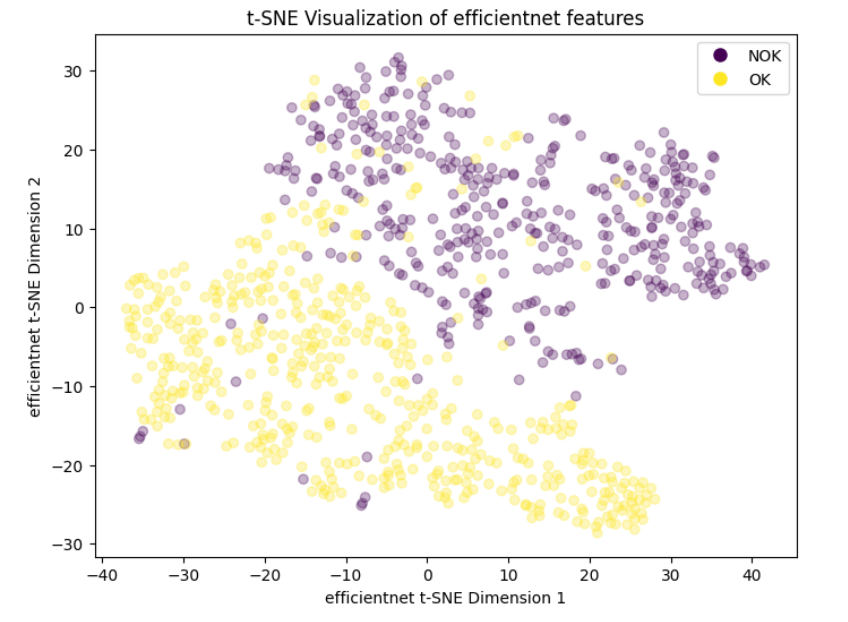 t-SNE Visualization of efficientnet features
NOK
OK
efficientnet t-SNE Dimension 2
30
20
10
0
−10
−20
−30
−40 −30 −20 −10 0 10 20 30 40
efficientnet t-SNE Dimension 1